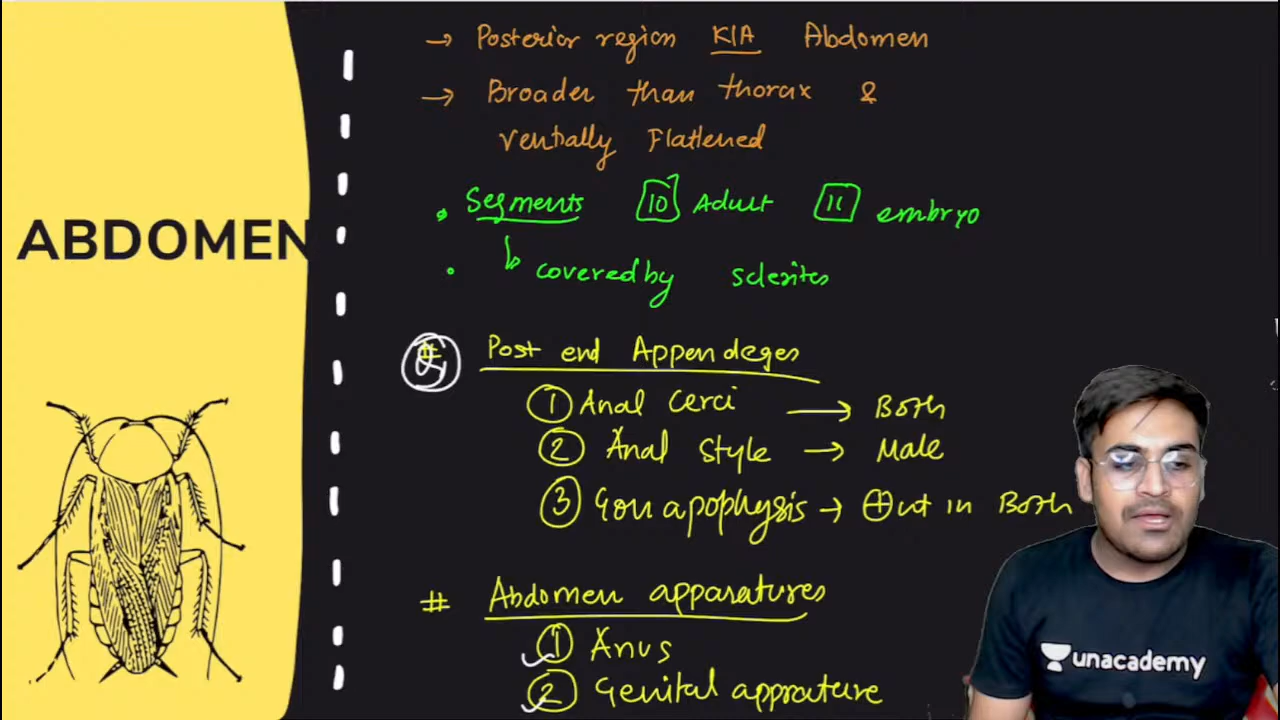 ABDOMEN
→ Posterior region KIA Abdomen
→ Broader than thorax &
ventrally Flattened
• Segments 10 Adult 11 embryo
• ↳ covered by sclerites
# Post end Appendeges
① Anal Cerci → Both
② Anal Style → Male
③ Gonapophysis → ⊕nt in Both
# Abdomen apparatures
① Anus
② Genital apprature
unacademy